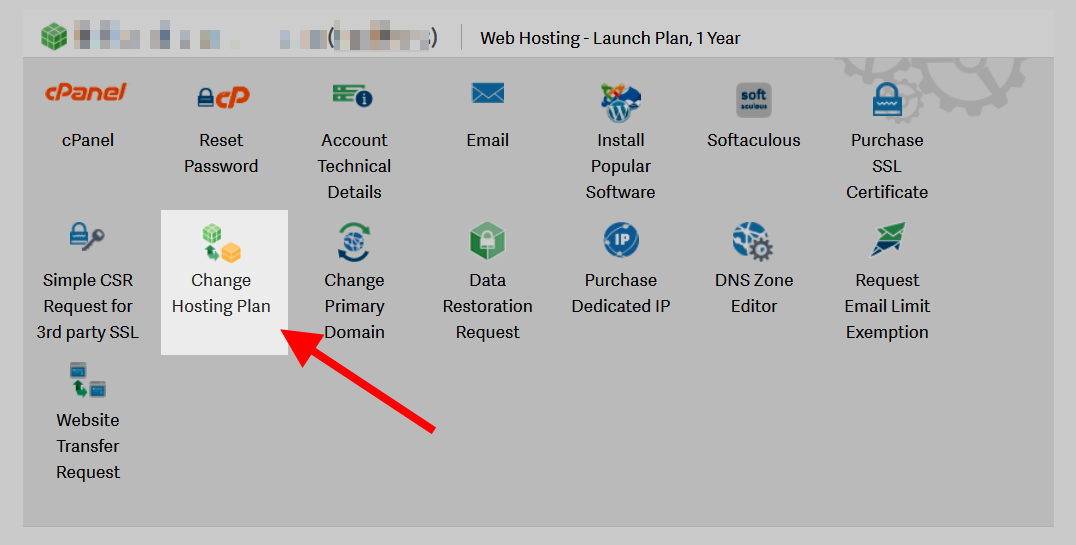 Web Hosting - Launch Plan, 1 Year
cPanel
cP
soft
aculous
cPanel
Reset
Password
Account
Technical
Details
Email
Install
Popular
Software
Softaculous
Purchase
SSL
Certificate
IP
Simple CSR
Request for
3rd party SSL
Change
Hosting Plan
Change
Primary
Domain
Data
Restoration
Request
Purchase
Dedicated IP
DNS Zone
Editor
Request
Email Limit
Exemption
Website
Transfer
Request